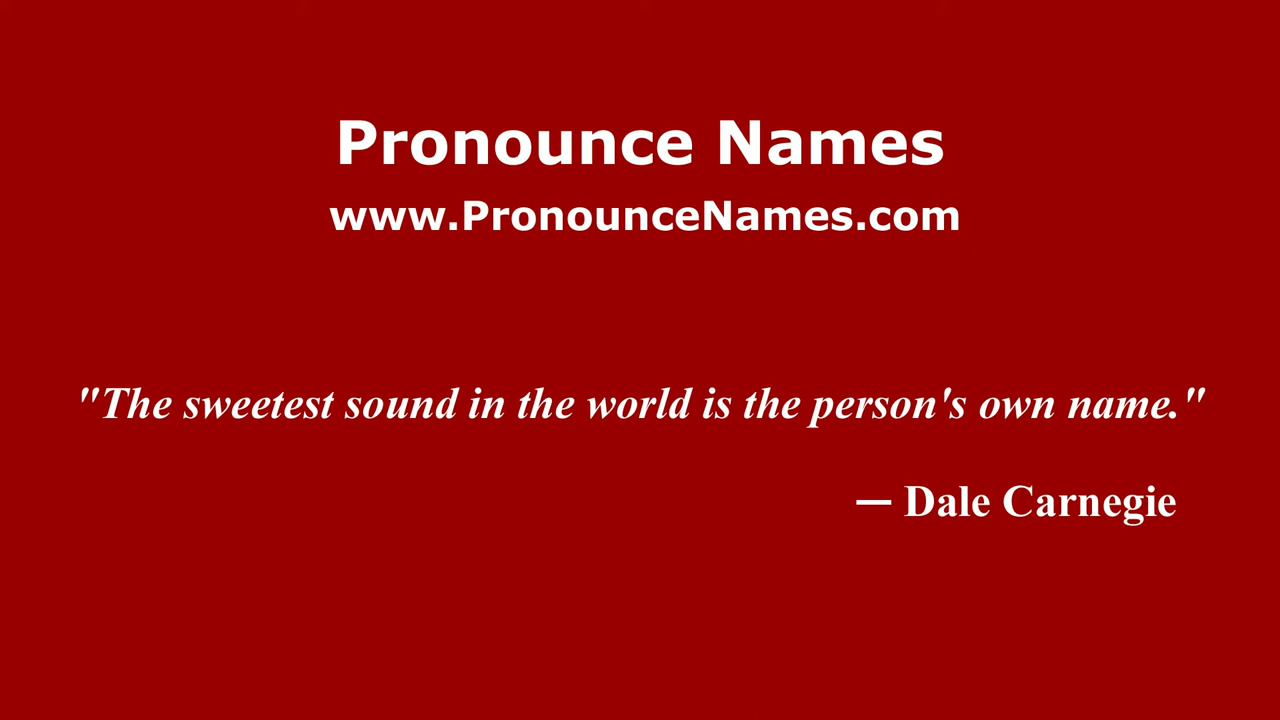 Pronounce Names
www.PronounceNames.com
"The sweetest sound in the world is the person's own name."
— Dale Carnegie